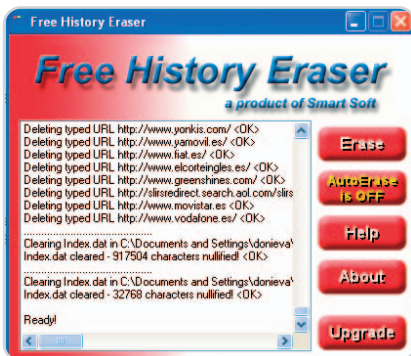 Free History Eraser
Free History Eraser
a product of Smart Soft
Deleting typed URL http://www.yonkis.com/ <OK>
Deleting typed URL http://www.yamovil.es/ <OK>
Deleting typed URL http://www.fiat.es/ <OK>
Deleting typed URL http://www.elcorteingles.es/ <OK>
Deleting typed URL http://www.greenshines.com/ <OK>
Deleting typed URL http://slirsredirect.search.aol.com/slirs
Deleting typed URL http://www.movistar.es <OK>
Deleting typed URL http://www.vodafone.es/ <OK>
Clearing Index.dat in C:\Documents and Settings\donieva\
Index.dat cleared - 917504 characters nullified! <OK>
Clearing Index.dat in C:\Documents and Settings\donieva\
Index.dat cleared - 32768 characters nullified! <OK>
Ready!
Erase
AutoErase
is OFF
Help
About
Upgrade